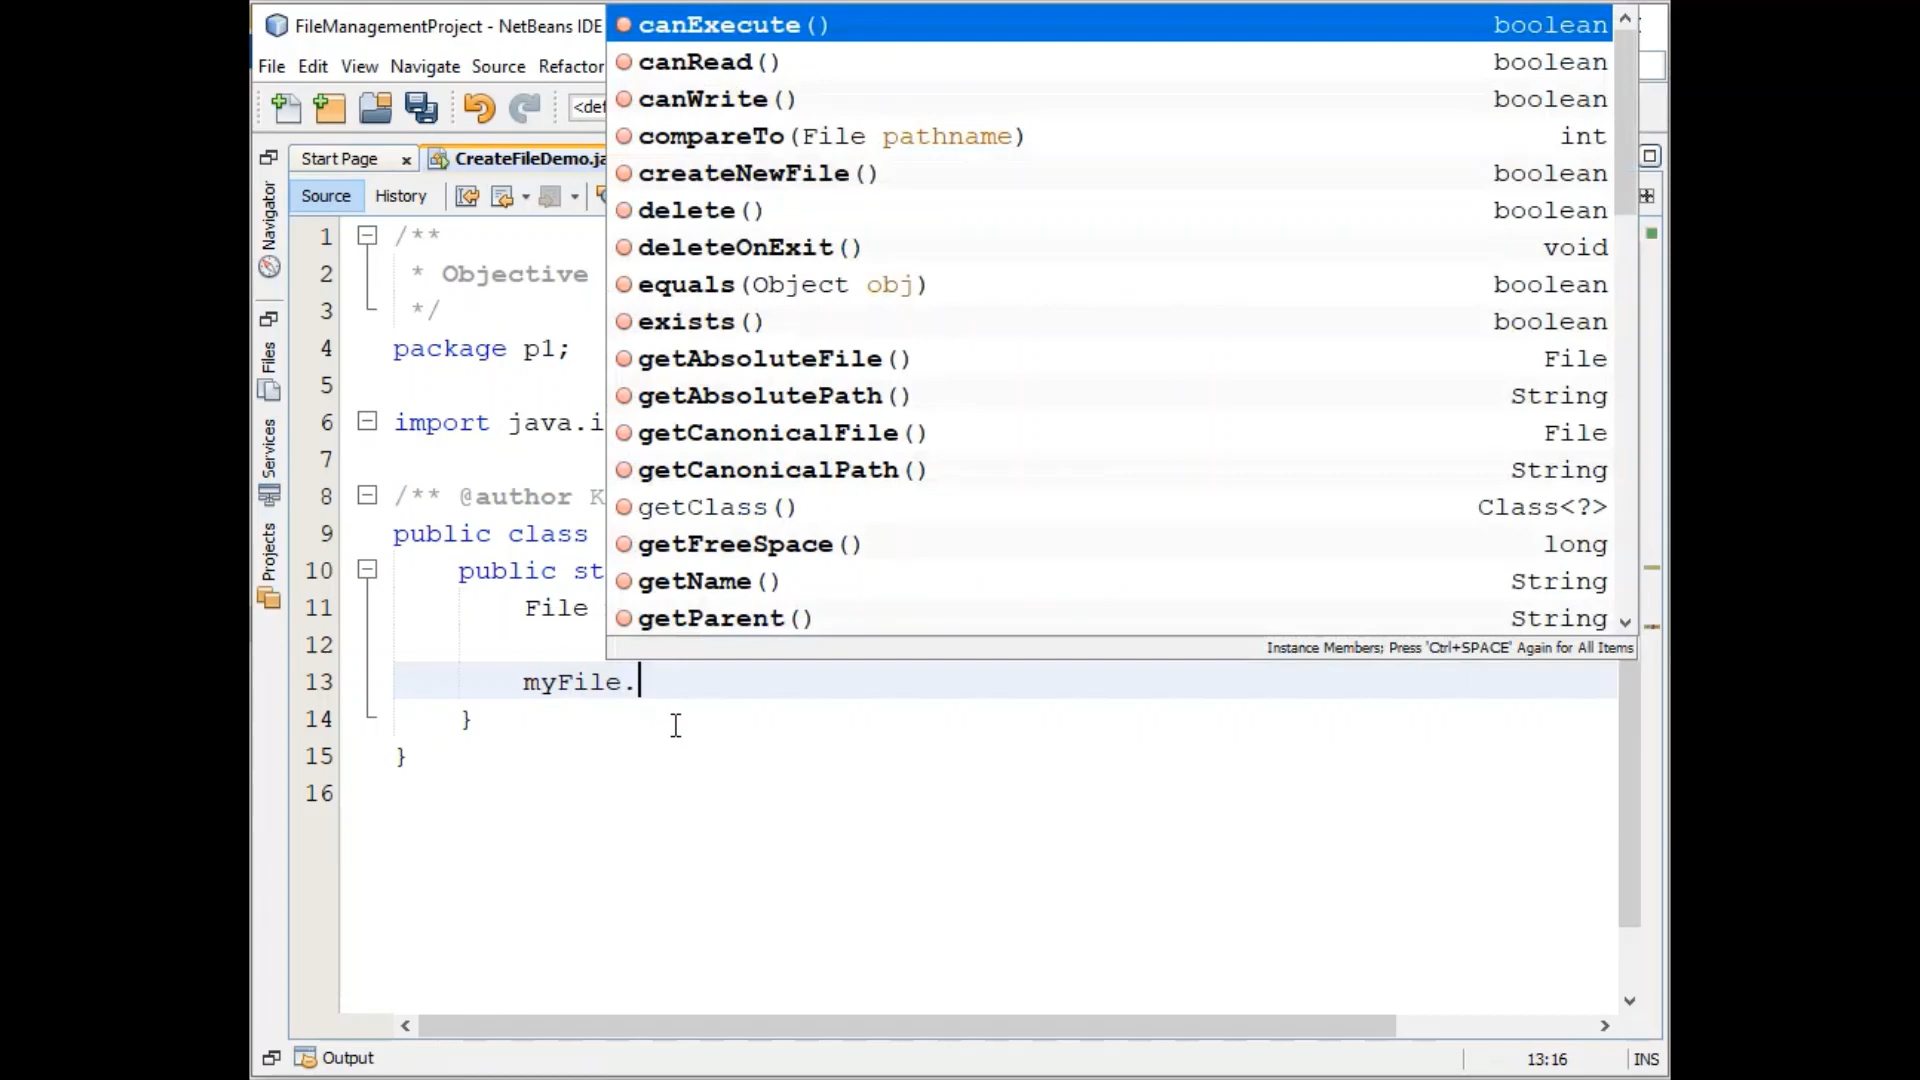 FileManagementProject - NetBeans IDE
File Edit View Navigate Source Refactor
<def
Start Page x CreateFileDemo.ja
Source History
Navigator
Files
Services
Projects
1 /**
2 * Objective
3 */
4 package p1;
5
6 import java.i
7
8 /** @author K
9 public class
10 public st
11 File
12
13 myFile.
14 }
15 }
16
canExecute() boolean
canRead() boolean
canWrite() boolean
compareTo(File pathname) int
createNewFile() boolean
delete() boolean
deleteOnExit() void
equals(Object obj) boolean
exists() boolean
getAbsoluteFile() File
getAbsolutePath() String
getCanonicalFile() File
getCanonicalPath() String
getClass() Class<?>
getFreeSpace() long
getName() String
getParent() String
Instance Members; Press 'Ctrl+SPACE' Again for All Items
Output
13:16 INS